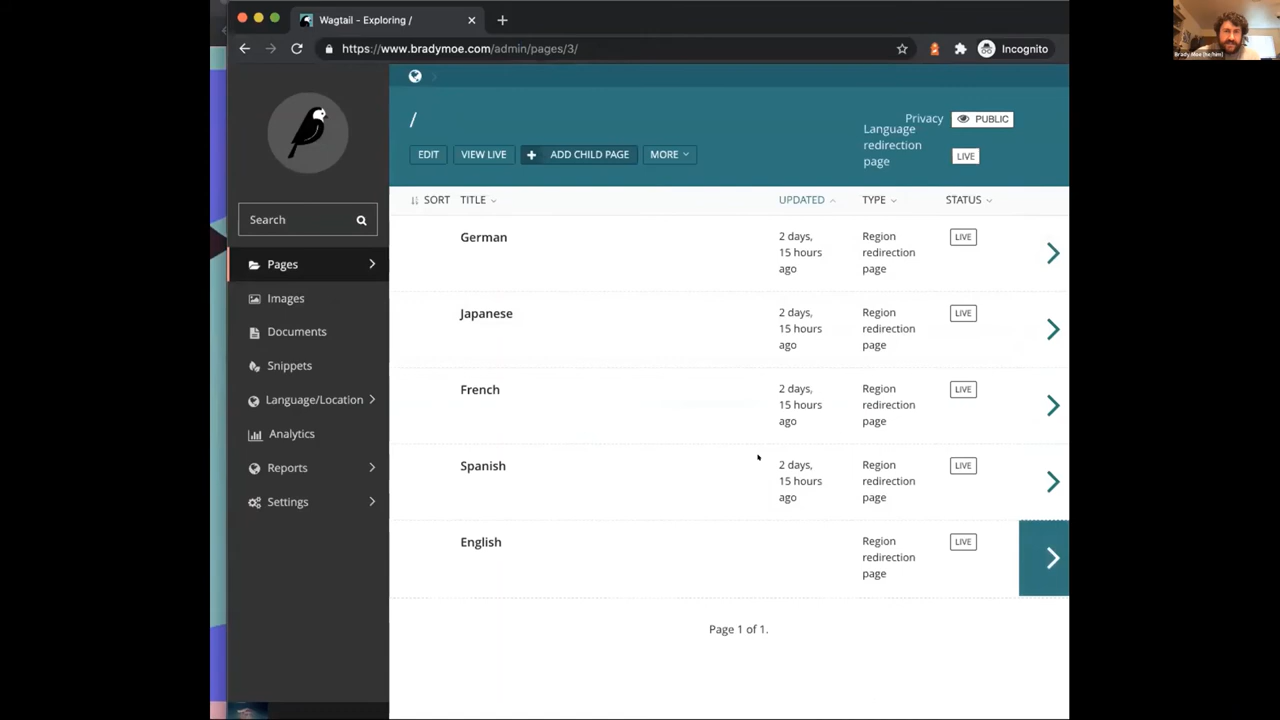 Wagtail - Exploring /
https://www.bradymoe.com/admin/pages/3/
Incognito
Brady Moe (he/him)
/
Privacy
PUBLIC
Language
redirection
page
LIVE
EDIT
VIEW LIVE
ADD CHILD PAGE
MORE
SORT
TITLE
UPDATED
TYPE
STATUS
Search
Pages
Images
Documents
Snippets
Language/Location
Analytics
Reports
Settings
German
2 days,
15 hours
ago
Region
redirection
page
LIVE
Japanese
2 days,
15 hours
ago
Region
redirection
page
LIVE
French
2 days,
15 hours
ago
Region
redirection
page
LIVE
Spanish
2 days,
15 hours
ago
Region
redirection
page
LIVE
English
Region
redirection
page
LIVE
Page 1 of 1.